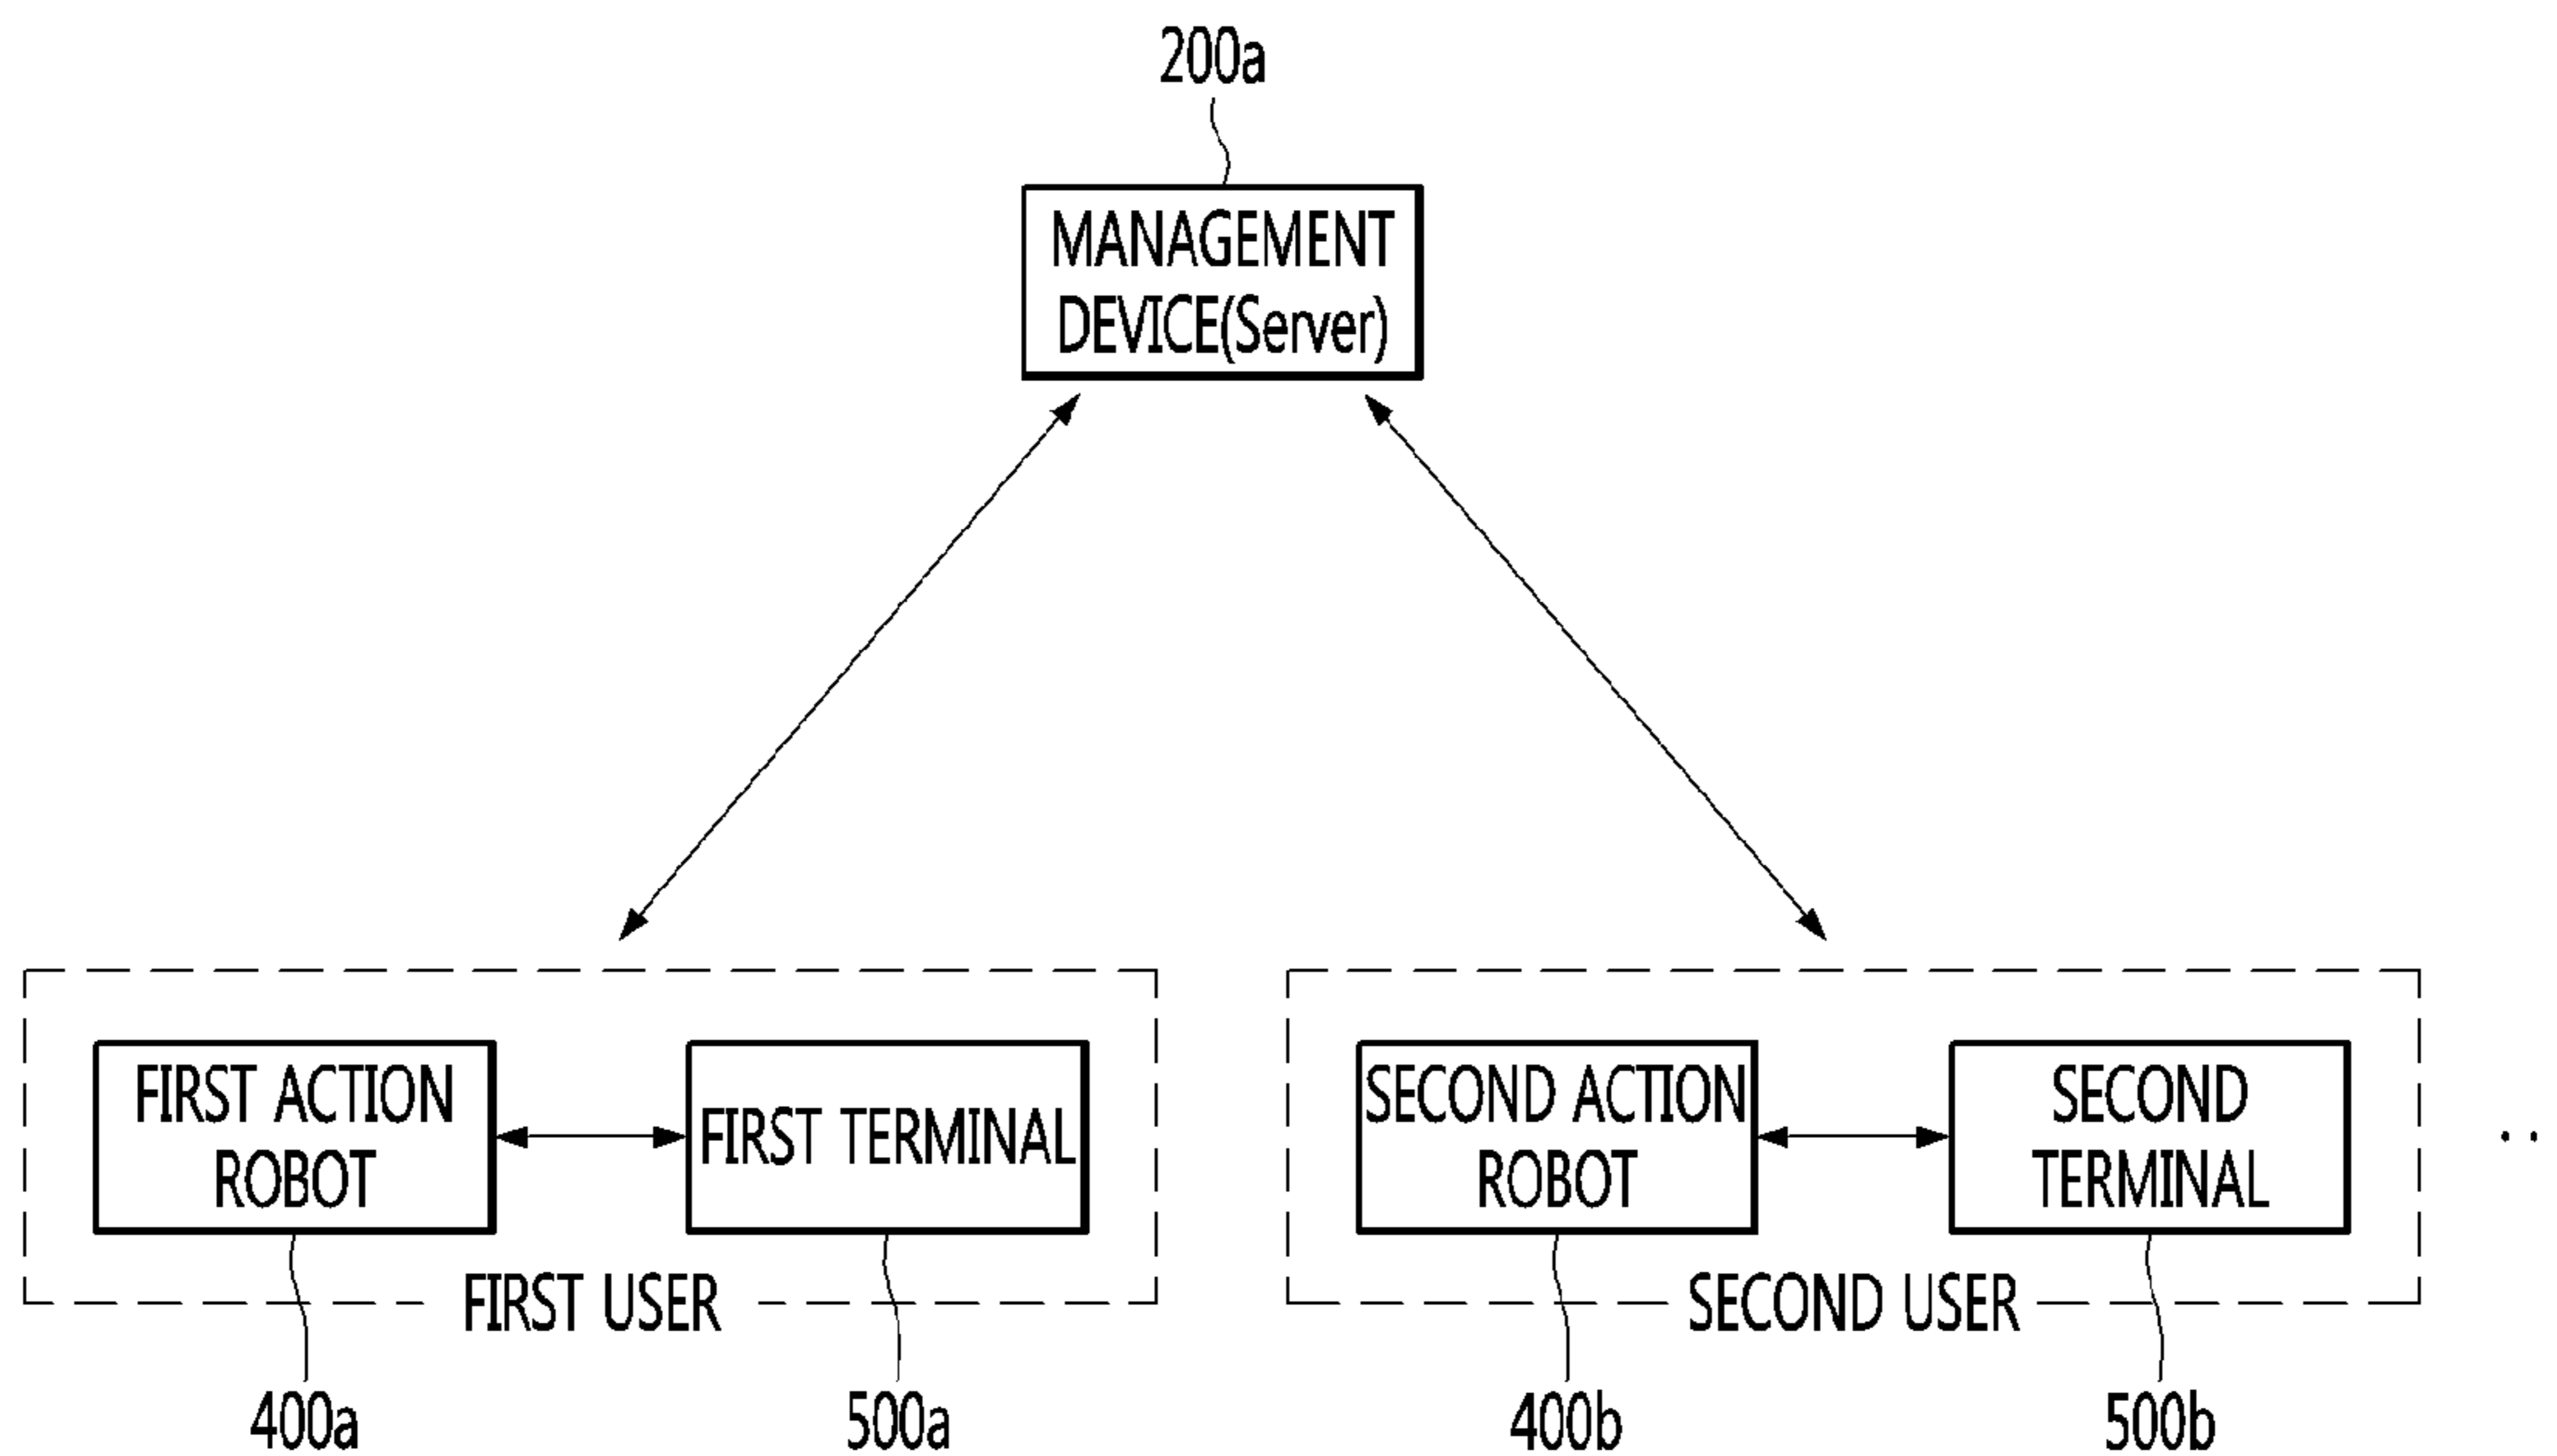 200a
MANAGEMENT
DEVICE(Server)
FIRST ACTION
ROBOT
FIRST TERMINAL
SECOND ACTION
ROBOT
SECOND
TERMINAL
..
FIRST USER
SECOND USER
400a
500a
400b
500b